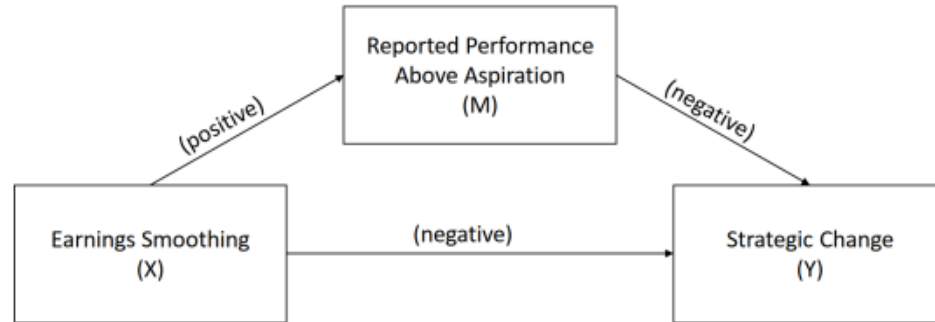 Reported Performance
Above Aspiration
(M)
(positive)
(negative)
Earnings Smoothing
(X)
(negative)
Strategic Change
(Y)